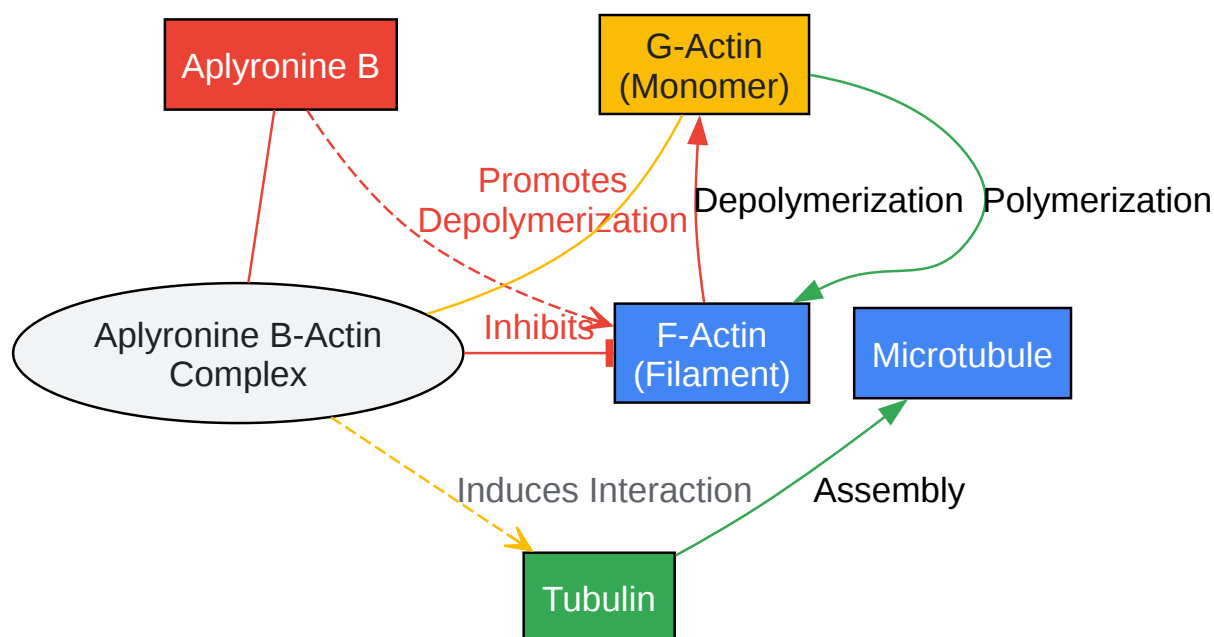 Aplyronine B
G-Actin
(Monomer)
Promotes
Depolymerization
Depolymerization
Polymerization
Aplyronine B-Actin
Complex
Inhibits
F-Actin
(Filament)
Microtubule
Induces Interaction
Assembly
Tubulin